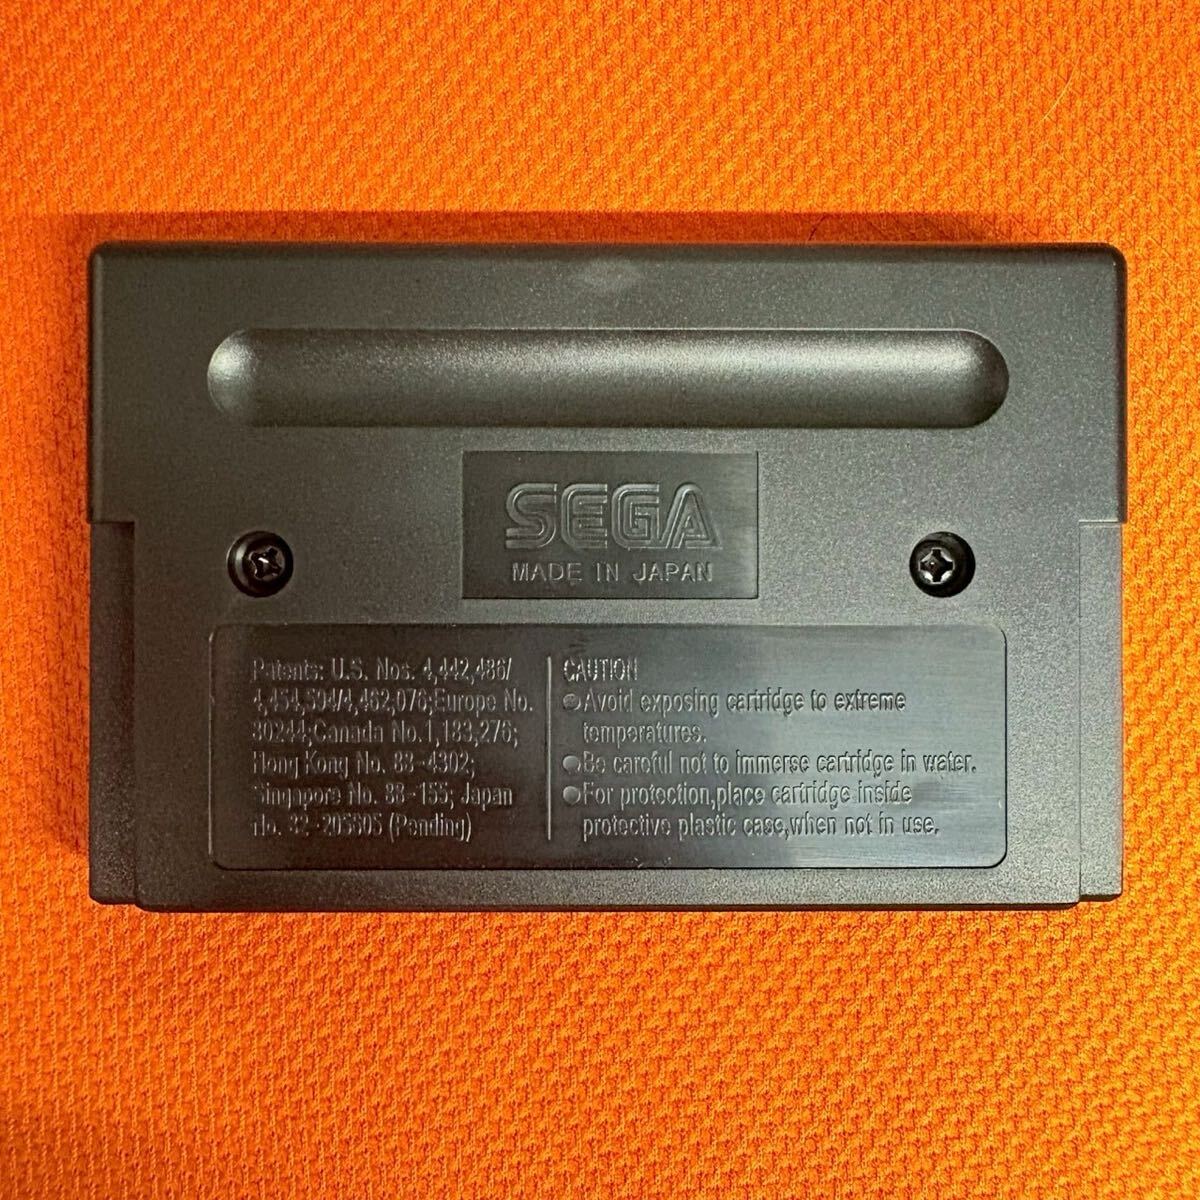 SEGA
MADE IN JAPAN
Patents: U.S. Nos. 4,442,486/
4,454,594/4,462,076;Europe No.
80244;Canada No.1,183,276;
Hong Kong No. 88-4302;
Singapore No. 88-155; Japan
No. 82-205605 (Pending)
CAUTION
●Avoid exposing cartridge to extreme
temperatures.
●Be careful not to immerse cartridge in water.
●For protection,place cartridge inside
protective plastic case,when not in use.